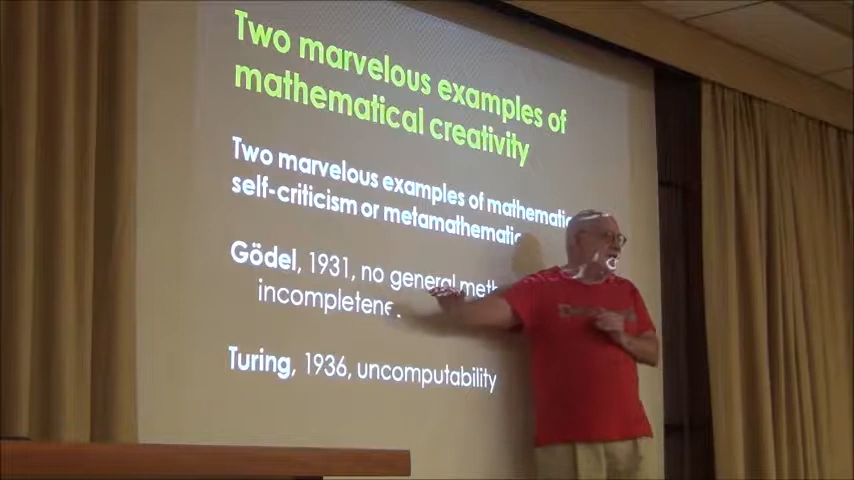 Two marvelous examples of
mathematical creativity
Two marvelous examples of
self-criticism or
Gödel, 1931, no general
Turing, 1936, uncomputability